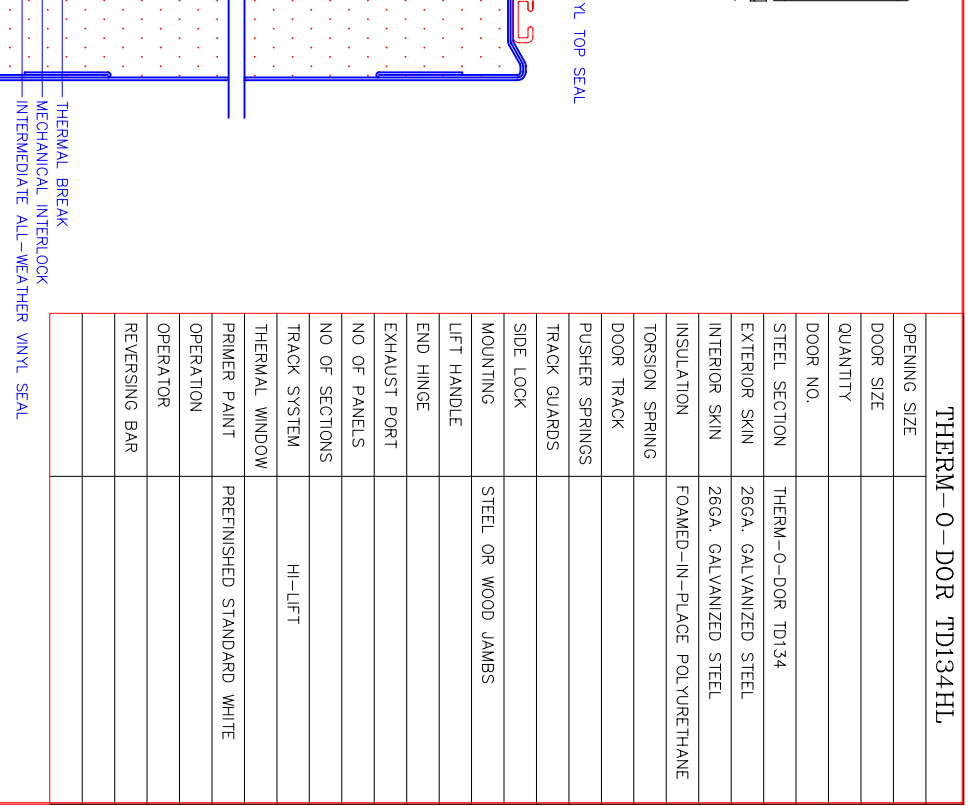 THERM-O-DOR TD134HL
OPENING SIZE
DOOR SIZE
QUANTITY
DOOR NO.
STEEL SECTION THERM-O-DOR TD134
EXTERIOR SKIN 26GA. GALVANIZED STEEL
INTERIOR SKIN 26GA. GALVANIZED STEEL
INSULATION FOAMED-IN-PLACE POLYURETHANE
TORSION SPRING
DOOR TRACK
PUSHER SPRINGS
TRACK GUARDS
SIDE LOCK
MOUNTING STEEL OR WOOD JAMBS
LIFT HANDLE
END HINGE
EXHAUST PORT
NO OF PANELS
NO OF SECTIONS
TRACK SYSTEM HI-LIFT
THERMAL WINDOW
PRIMER PAINT PREFINISHED STANDARD WHITE
OPERATION
OPERATOR
REVERSING BAR
YL TOP SEAL
THERMAL BREAK
MECHANICAL INTERLOCK
INTERMEDIATE ALL-WEATHER VINYL SEAL